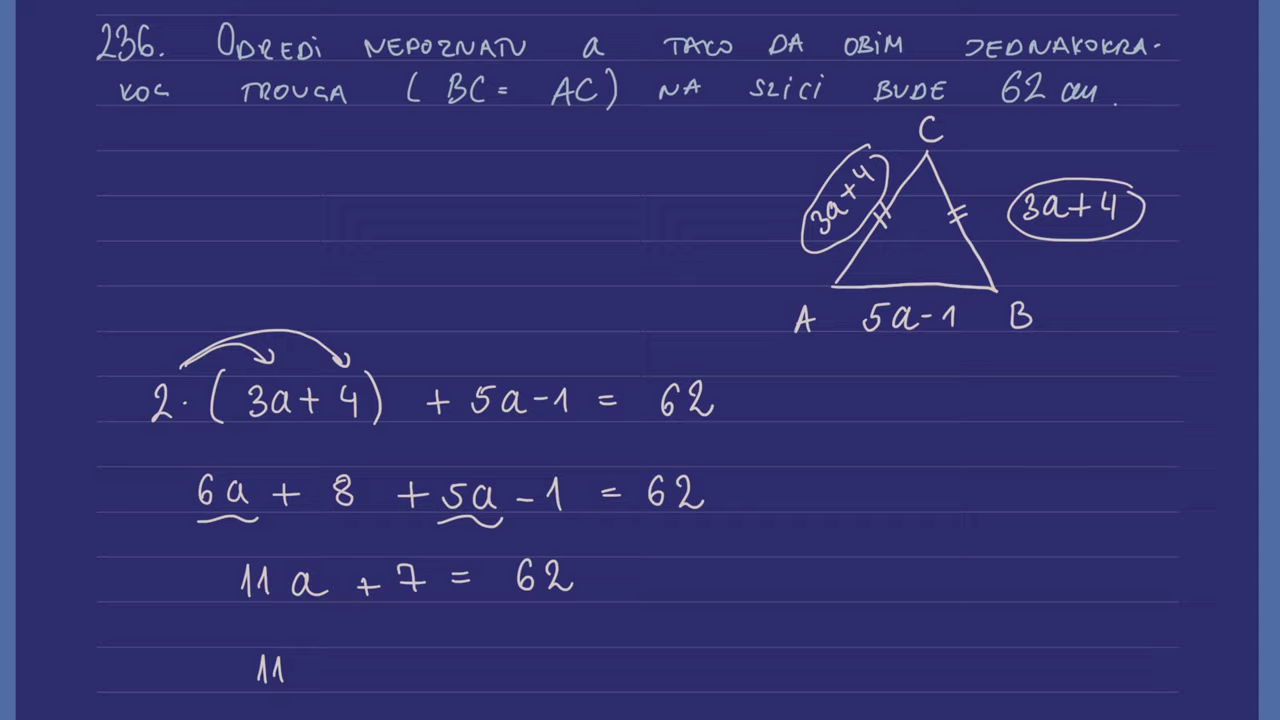 236. ODREDI NEPOZNATU a TAKO DA OBIM JEDNAKOKRA-
KOG TROUGA (BC = AC) NA SLICI BUDE 62 cm.
C
3a+4
3a+4
A 5a-1 B
2·(3a+4) + 5a-1 = 62
6a + 8 + 5a - 1 = 62
11a + 7 = 62
11